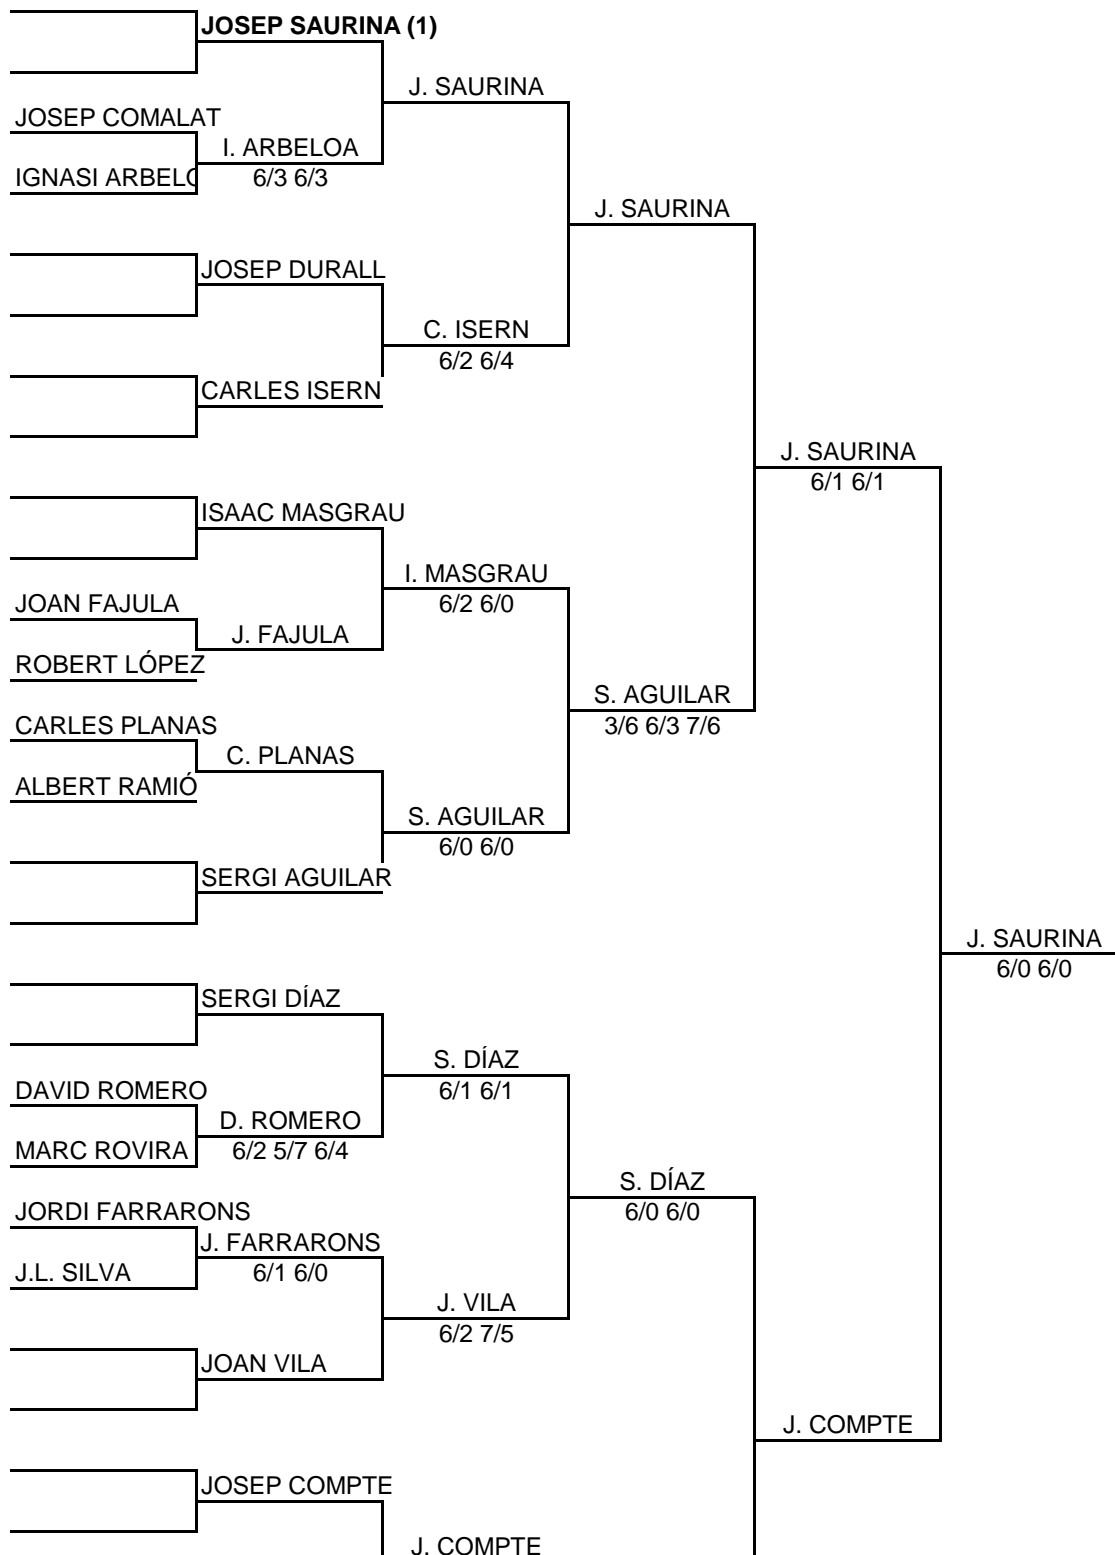 JOSEP SAURINA (1)
J. SAURINA
JOSEP COMALAT
I. ARBELOA
IGNASI ARBELO
6/3 6/3
J. SAURINA
JOSEP DURALL
C. ISERN
6/2 6/4
CARLES ISERN
J. SAURINA
6/1 6/1
ISAAC MASGRAU
I. MASGRAU
6/2 6/0
JOAN FAJULA
J. FAJULA
ROBERT LÓPEZ
S. AGUILAR
3/6 6/3 7/6
CARLES PLANAS
C. PLANAS
ALBERT RAMIÓ
S. AGUILAR
6/0 6/0
SERGI AGUILAR
J. SAURINA
6/0 6/0
SERGI DÍAZ
S. DÍAZ
6/1 6/1
DAVID ROMERO
D. ROMERO
MARC ROVIRA
6/2 5/7 6/4
S. DÍAZ
6/0 6/0
JORDI FARRARONS
J. FARRARONS
J.L. SILVA
6/1 6/0
J. VILA
6/2 7/5
JOAN VILA
J. COMPTE
JOSEP COMPTE
J. COMPTE